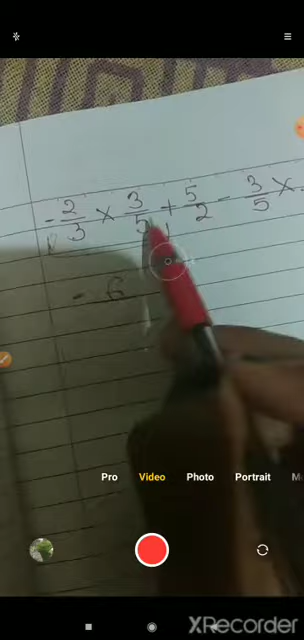 - 2/3 × 3/5 + 5/2 - 3/5 ×
- 6
Pro Video Photo Portrait M
XRecorder